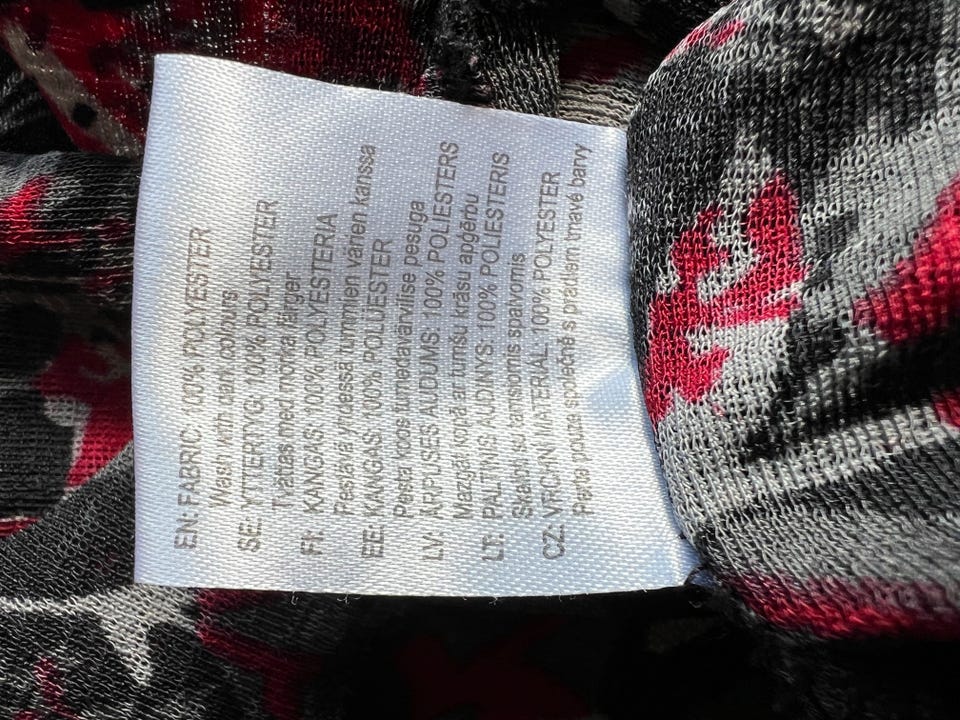 EN: FABRIC: 100% POLYESTER
Wash with dark colours
SE: YTTERTYG: 100% POLYESTER
Tvättas med mörka färger
FI: KANGAS: 100% POLYESTERIA
Pestävä yhdessä tummien värien kanssa
EE: KANGAS: 100% POLÜESTER
Pesta koos tumedavärvilise pesuga
LV: ĀRPUSES AUDUMS: 100% POLIESTERS
Mazgāt kopā ar tumšu krāsu apģērbu
LT: PALTWAS AUDINYS: 100% POLIESTERIS
Skalbti su tamsiomis spalvomis
CZ: VRCHNÍ MATERIÁL: 100% POLYESTER
Perte pouze společně s prádlem tmavé barvy